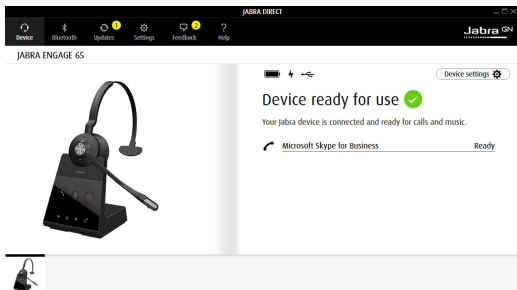 JABRA DIRECT
Device
Bluetooth
Updates 1
Settings
Feedback 2
? Help
Jabra GN
JABRA ENGAGE 65
Device settings
Device ready for use
Your Jabra device is connected and ready for calls and music.
Microsoft Skype for Business Ready